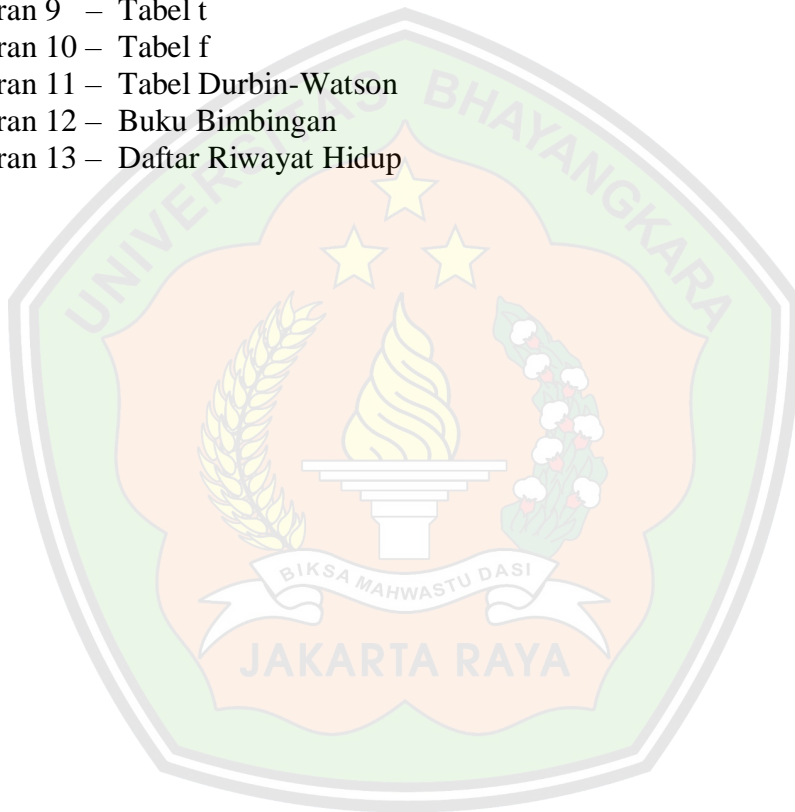 ran 9 – Tabel t
ran 10 – Tabel f
ran 11 – Tabel Durbin-Watson
ran 12 – Buku Bimbingan
ran 13 – Daftar Riwayat Hidup
UNIVERSITAS BHAYANGKARA
BIKSA MAHWASTU DASI
JAKARTA RAYA